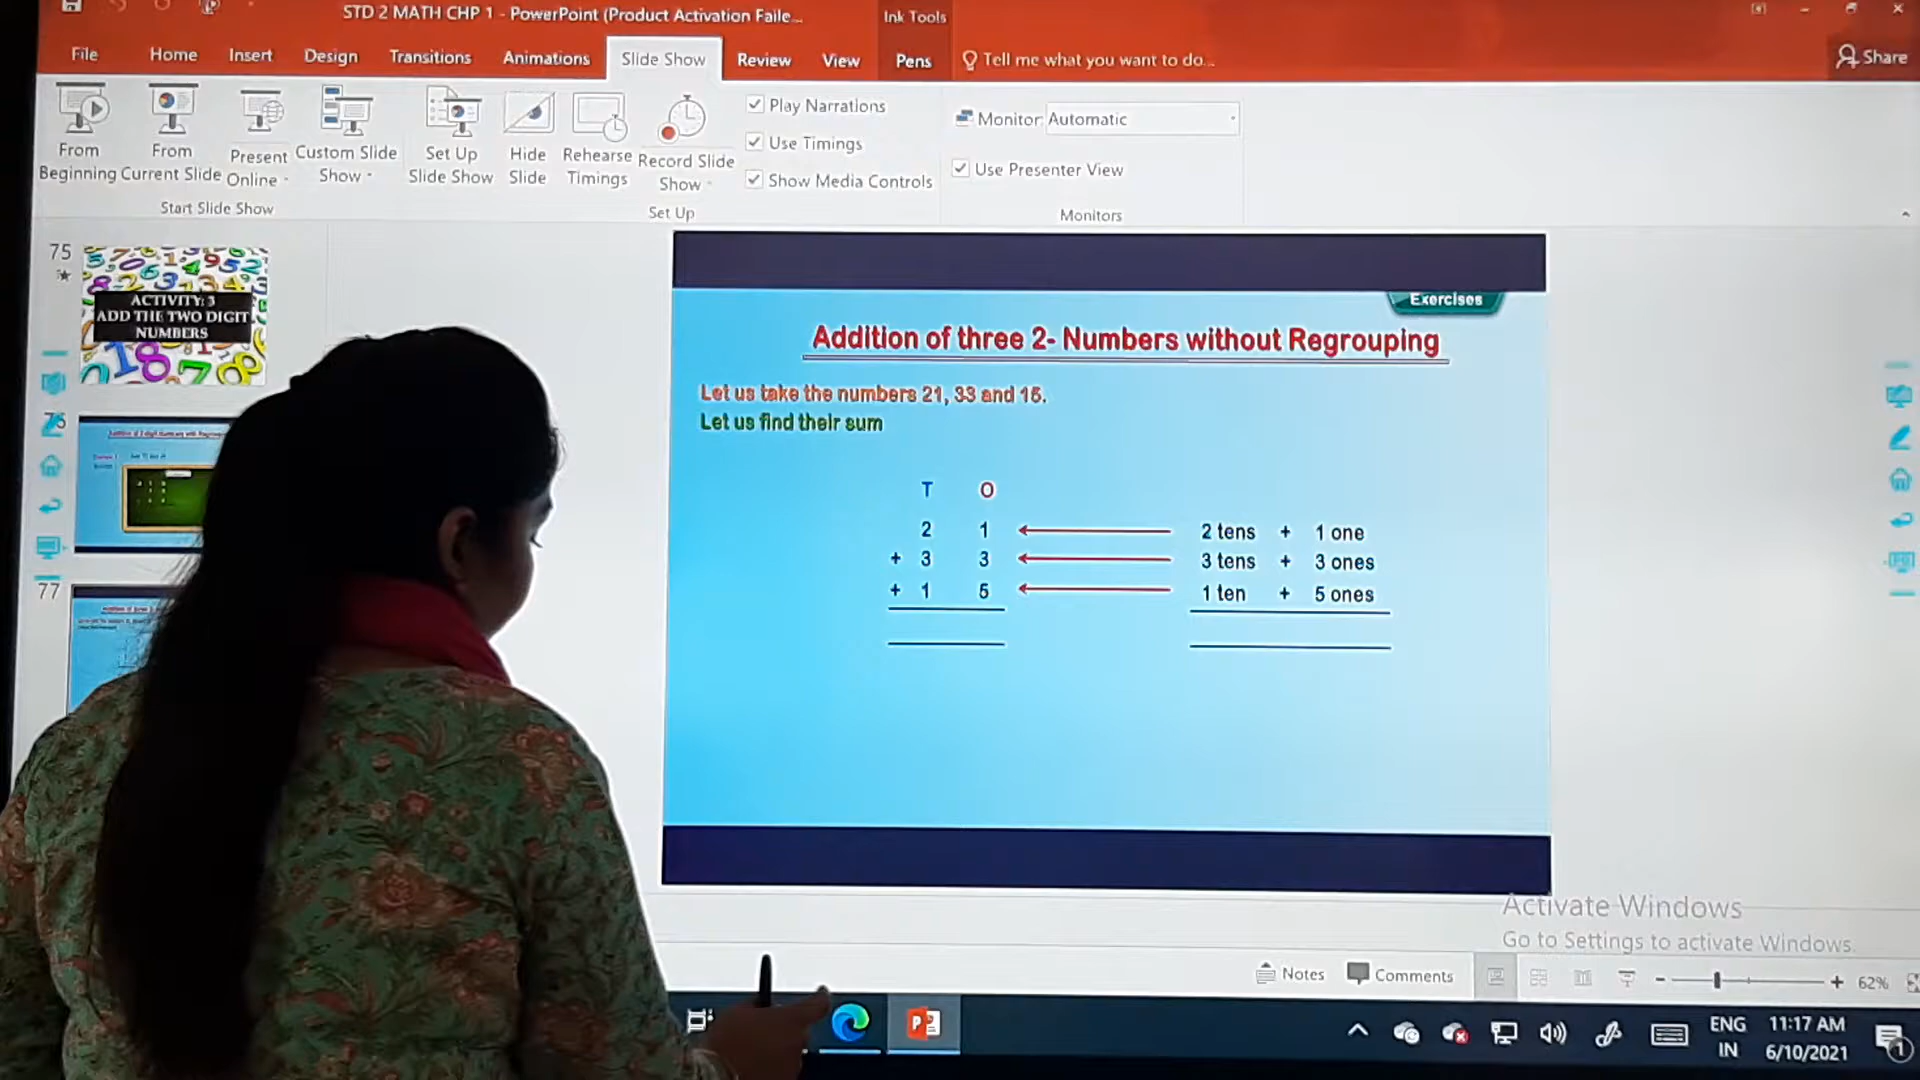 STD 2 MATH CHP 1 - PowerPoint (Product Activation Faile...
Ink Tools
File Home Insert Design Transitions Animations Slide Show Review View Pens Tell me what you want to do... Share
From Beginning
From Current Slide
Present Online
Custom Slide Show
Set Up Slide Show
Hide Slide
Rehearse Timings
Record Slide Show
Play Narrations
Use Timings
Show Media Controls
Monitor: Automatic
Use Presenter View
Start Slide Show
Set Up
Monitors
75
ACTIVITY: 3
ADD THE TWO DIGIT
NUMBERS
76
77
Exercises
Addition of three 2- Numbers without Regrouping
Let us take the numbers 21, 33 and 15.
Let us find their sum
T O
2 1 2 tens + 1 one
+ 3 3 3 tens + 3 ones
+ 1 5 1 ten + 5 ones
Activate Windows
Go to Settings to activate Windows.
Notes Comments - + 62%
ENG 11:17 AM
IN 6/10/2021
1